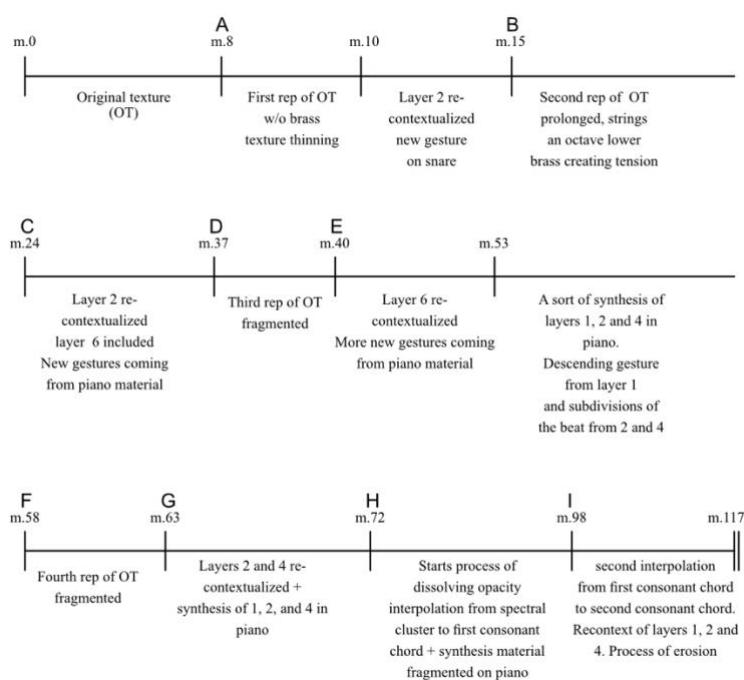 A
B
m.0
m.8
m.10
m.15
Original texture
(OT)
First rep of OT
w/o brass
texture thinning
Layer 2 re-
contextualized
new gesture
on snare
Second rep of OT
prolonged, strings
an octave lower
brass creating tension
C
D
E
m.24
m.37
m.40
m.53
Layer 2 re-
contextualized
layer 6 included
New gestures coming
from piano material
Third rep of OT
fragmented
Layer 6 re-
contextualized
More new gestures coming
from piano material
A sort of synthesis of
layers 1, 2 and 4 in
piano.
Descending gesture
from layer 1
and subdivisions of
the beat from 2 and 4
F
G
H
I
m.58
m.63
m.72
m.98
m.117
Fourth rep of OT
fragmented
Layers 2 and 4 re-
contextualized +
synthesis of 1, 2, and 4 in
piano
Starts process of
dissolving opacity
interpolation from spectral
cluster to first consonant
chord + synthesis material
fragmented on piano
second interpolation
from first consonant chord
to second consonant chord.
Recontext of layers 1, 2 and
4. Process of erosion